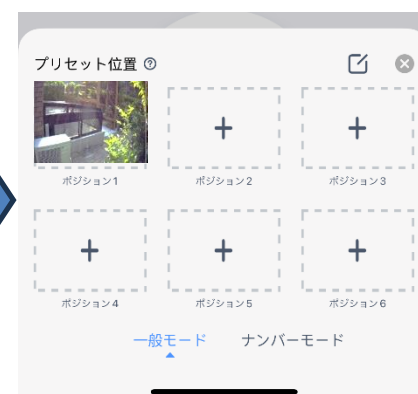 プリセット位置 ?
ポジション1 ポジション2 ポジション3
ポジション4 ポジション5 ポジション6
一般モード ナンバーモード